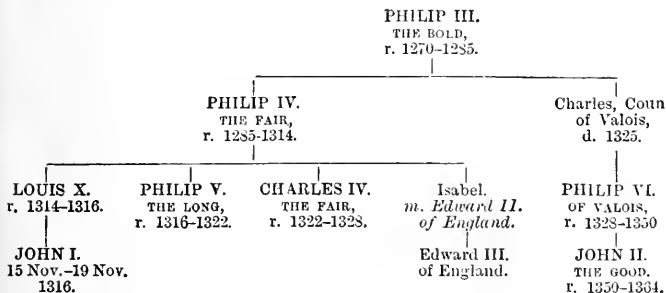 PHILIP III.
THE BOLD,
r. 1270–1285.
PHILIP IV.
THE FAIR,
r. 1285-1314.
Charles, Coun
of Valois,
d. 1325.
LOUIS X.
r. 1314–1316.
PHILIP V.
THE LONG,
r. 1316-1322.
CHARLES IV.
THE FAIR,
r. 1322-1328.
Isabel.
m. Edward II.
of England.
PHILIP VI.
OF VALOIS,
r. 1328-1350
JOHN I.
15 Nov.-19 Nov.
1316.
Edward III.
of England.
JOHN II.
THE GOOD.
r. 1350-1364.